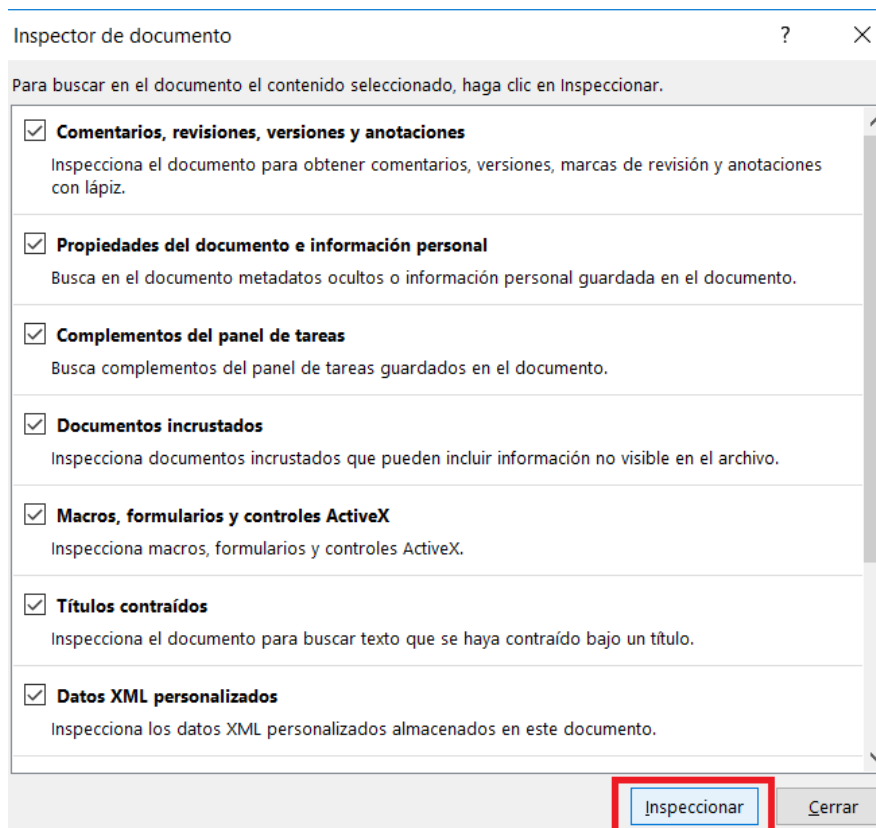 Inspector de documento ?
Para buscar en el documento el contenido seleccionado, haga clic en Inspeccionar.
Comentarios, revisiones, versiones y anotaciones
Inspecciona el documento para obtener comentarios, versiones, marcas de revisión y anotaciones
con lápiz.
Propiedades del documento e información personal
Busca en el documento metadatos ocultos o información personal guardada en el documento.
Complementos del panel de tareas
Busca complementos del panel de tareas guardados en el documento.
Documentos incrustados
Inspecciona documentos incrustados que pueden incluir información no visible en el archivo.
Macros, formularios y controles ActiveX
Inspecciona macros, formularios y controles ActiveX.
Títulos contraídos
Inspecciona el documento para buscar texto que se haya contraído bajo un título.
Datos XML personalizados
Inspecciona los datos XML personalizados almacenados en este documento.
Inspeccionar Cerrar